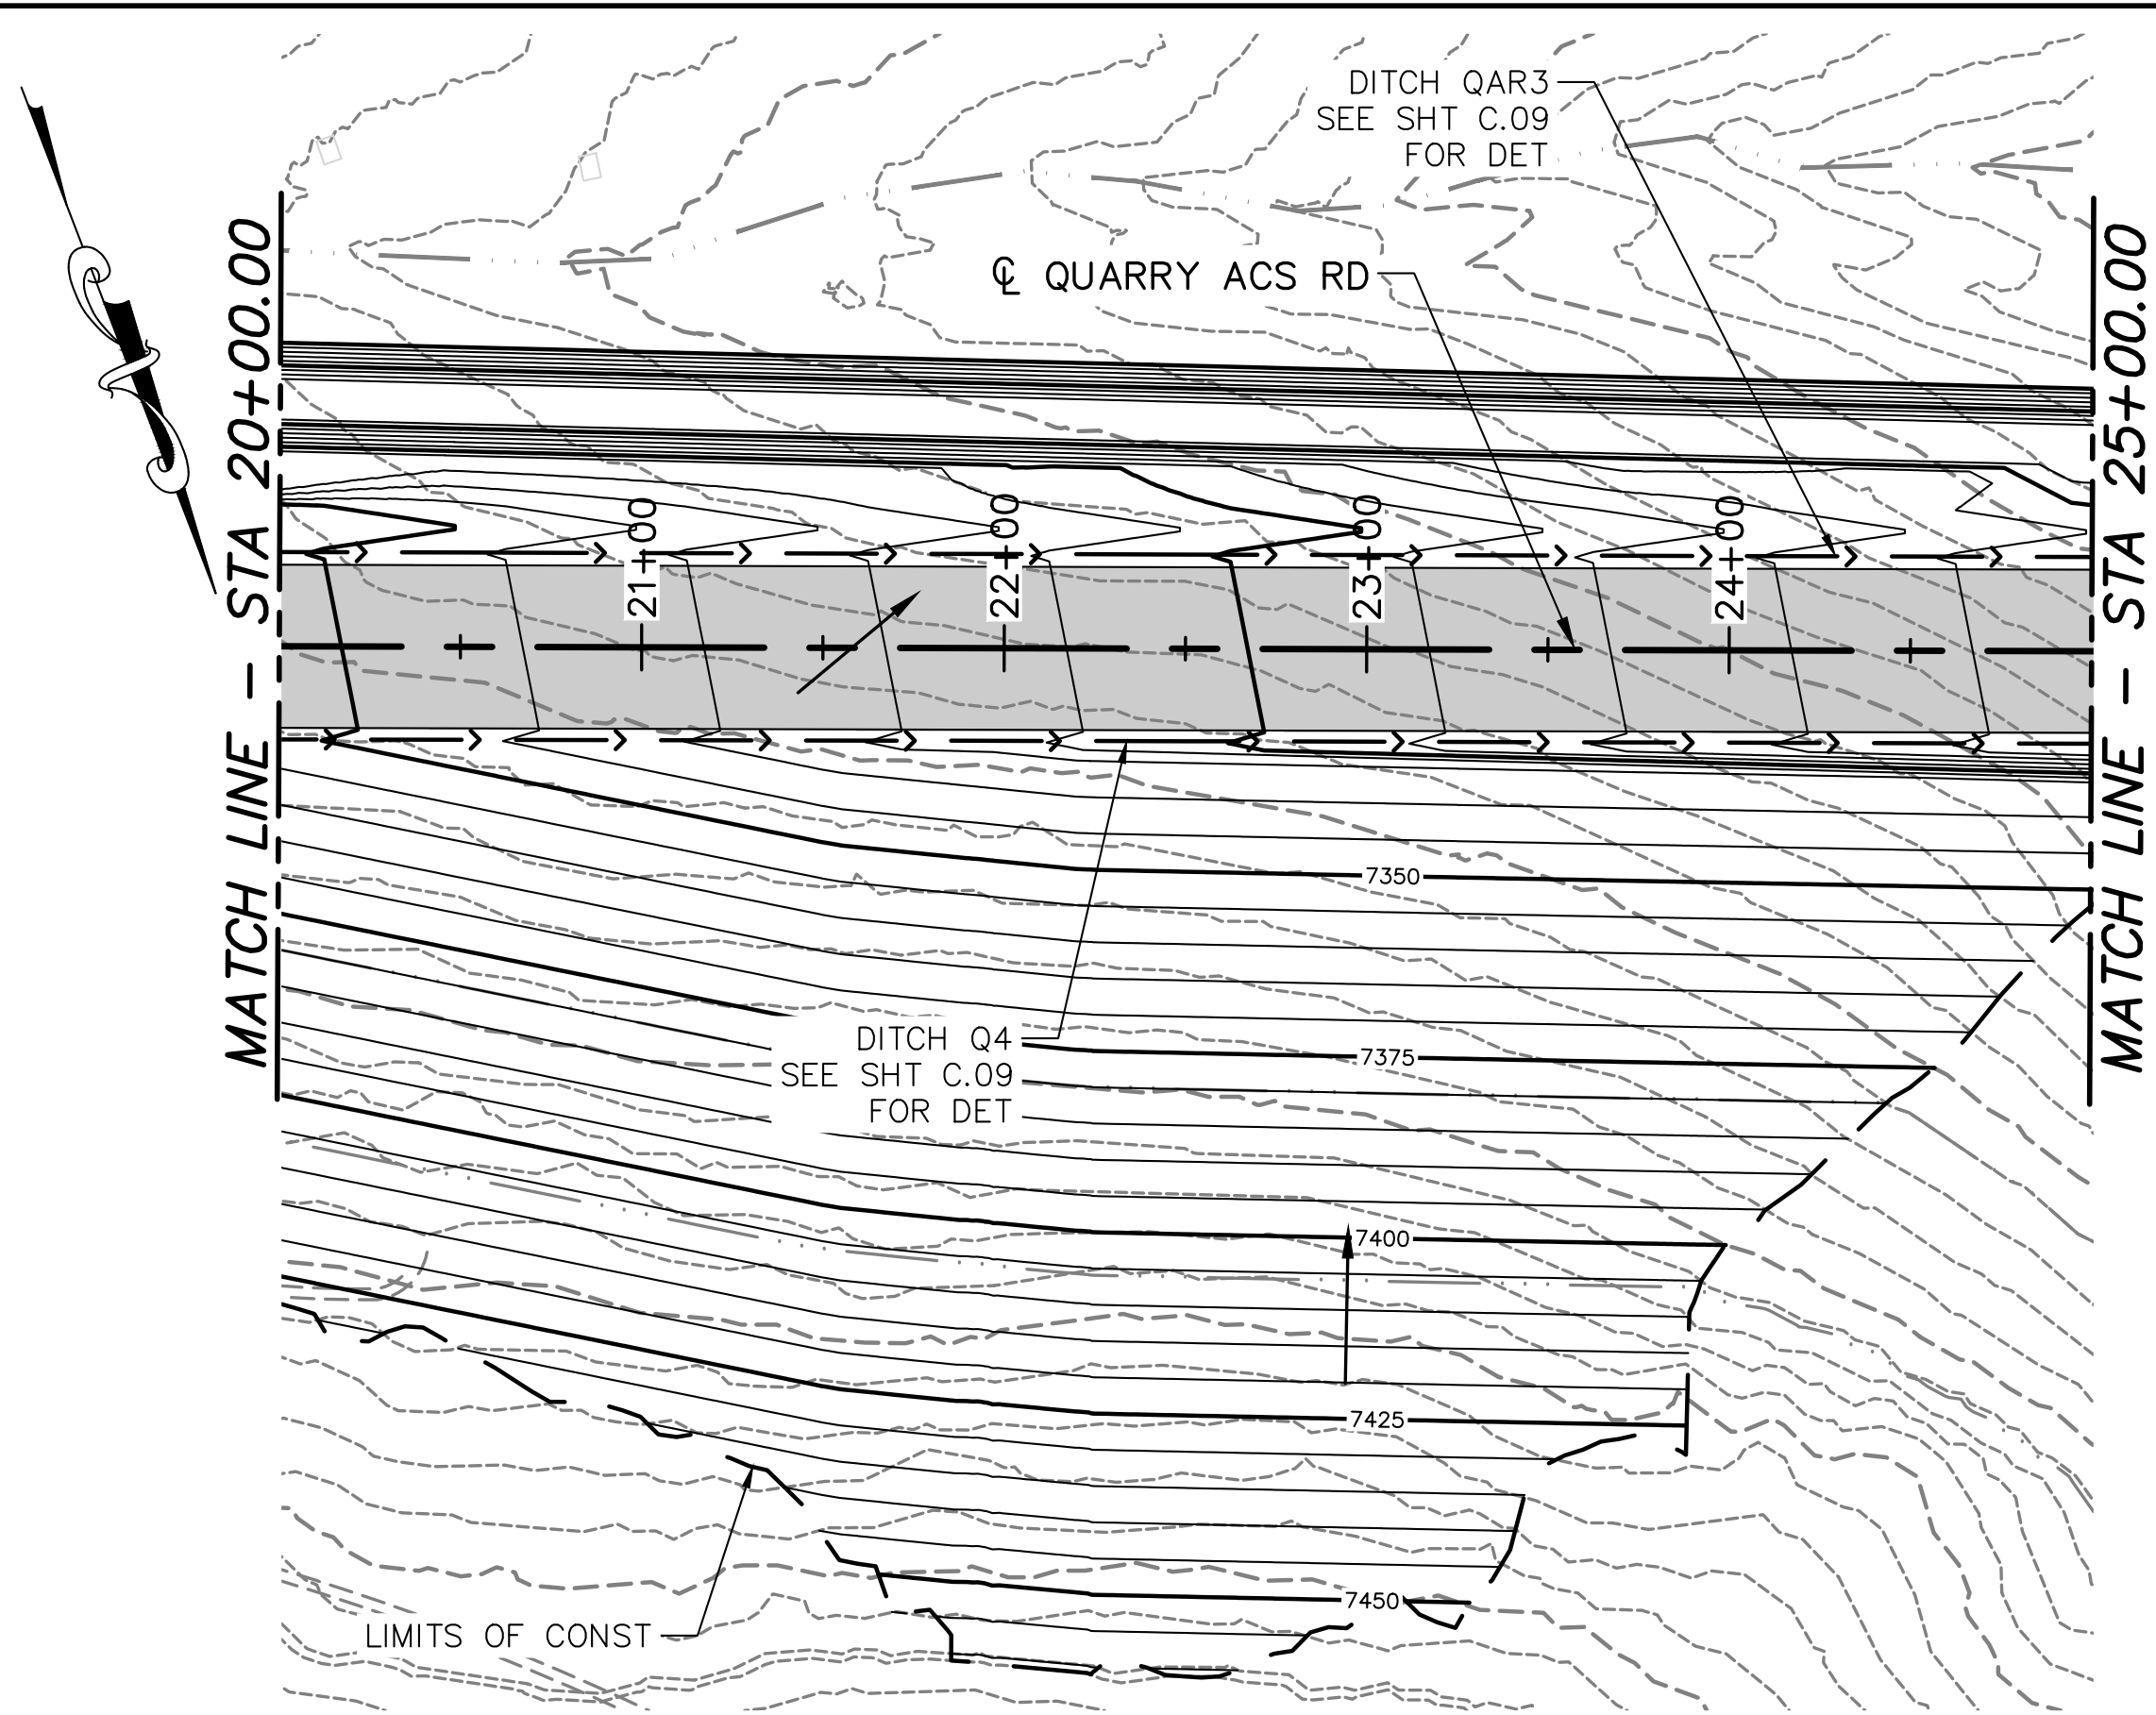 DITCH QAR3
SEE SHT C.09
FOR DET
℄ QUARRY ACS RD
MATCH LINE - STA 20+00.00
MATCH LINE - STA 25+00.00
21+00
22+00
23+00
24+00
7350
DITCH Q4
SEE SHT C.09
FOR DET
7375
7400
7425
7450
LIMITS OF CONST